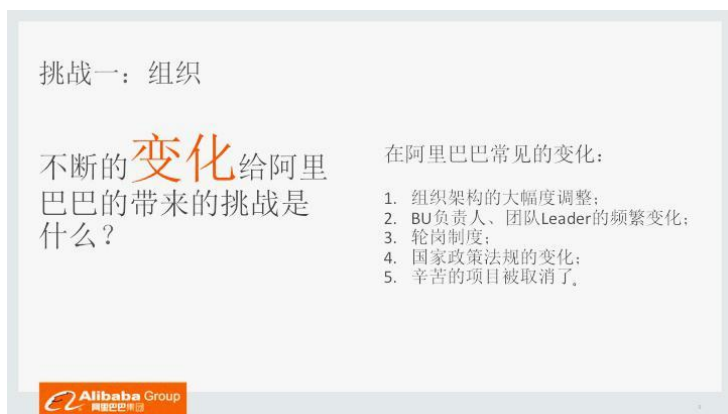 挑战一：组织
不断的变化给阿里
巴巴的带来的挑战是
什么？
在阿里巴巴常见的变化：
1. 组织架构的大幅度调整；
2. BU负责人、团队Leader的频繁变化；
3. 轮岗制度；
4. 国家政策法规的变化；
5. 辛苦的项目被取消了。
Alibaba Group
阿里巴巴集团